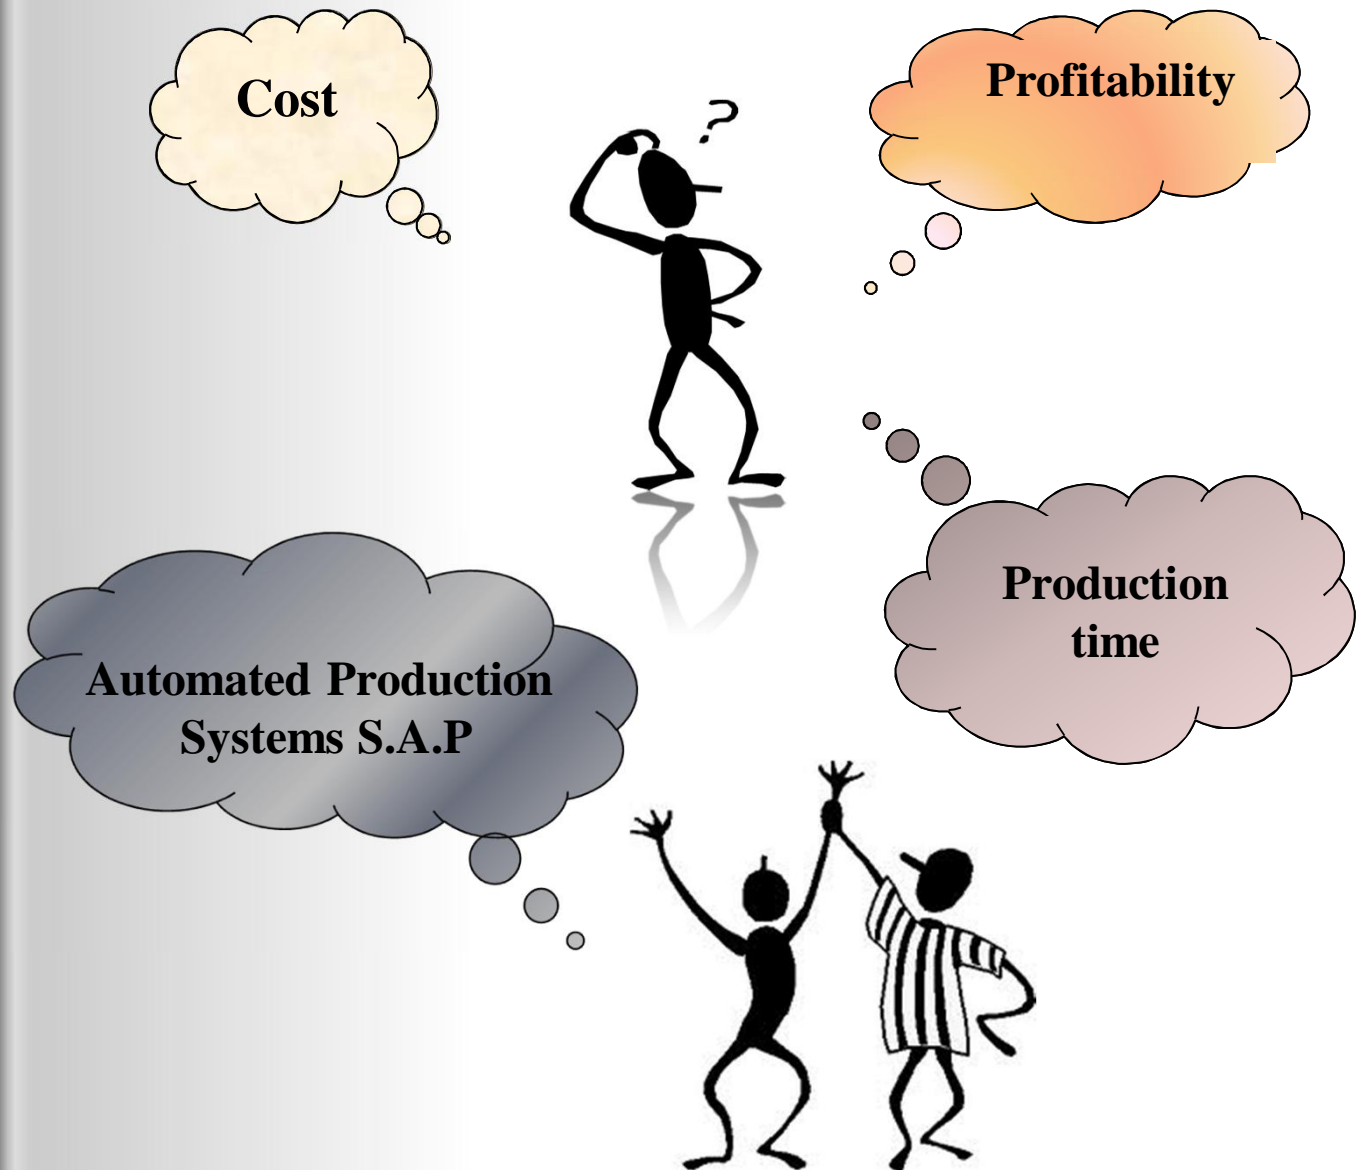 Cost
Profitability
?
Production
time
Automated Production
Systems S.A.P